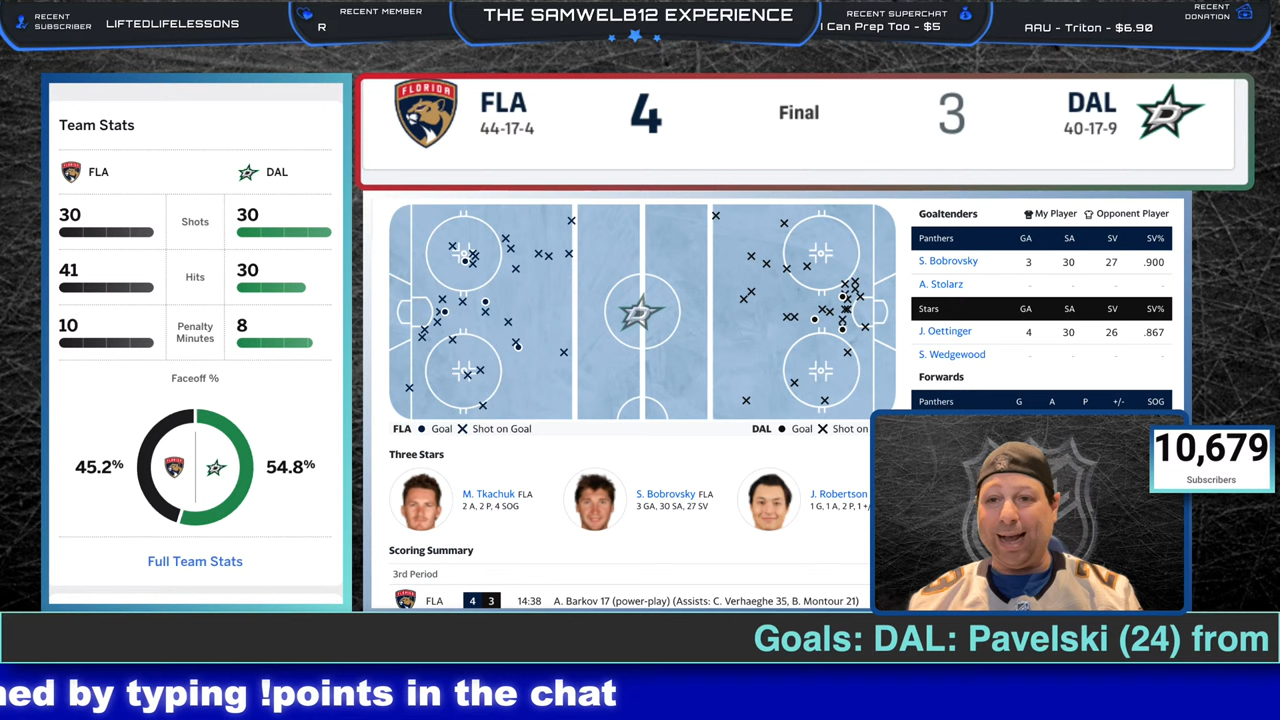 RECENT SUBSCRIBER
LIFTEDLIFELESSONS
RECENT MEMBER
R
THE SAMWELB12 EXPERIENCE
RECENT SUPERCHAT
I Can Prep Too - $5
AAU - Triton - $6.90
RECENT DONATION
Team Stats
FLA DAL
30 Shots 30
41 Hits 30
10 Penalty Minutes 8
Faceoff %
45.2% 54.8%
Full Team Stats
FLORIDA
FLA 4 Final 3 DAL
44-17-4 40-17-9
FLA Goal Shot on Goal
DAL Goal Shot on
Three Stars
M. Tkachuk FLA
2 A, 2 P, 4 SOG
S. Bobrovsky FLA
3 GA, 30 SA, 27 SV
J. Robertson
1 G, 1 A, 2 P, 1 +/
Scoring Summary
3rd Period
FLA 4 3 14:38 A. Barkov 17 (power-play) (Assists: C. Verhaeghe 35, B. Montour 21)
Goaltenders My Player Opponent Player
Panthers GA SA SV SV%
S. Bobrovsky 3 30 27 .900
A. Stolarz - - - -
Stars GA SA SV SV%
J. Oettinger 4 30 26 .867
S. Wedgewood - - - -
Forwards
Panthers G A P +/- SOG
10,679
Subscribers
Goals: DAL: Pavelski (24) from
ned by typing !points in the chat